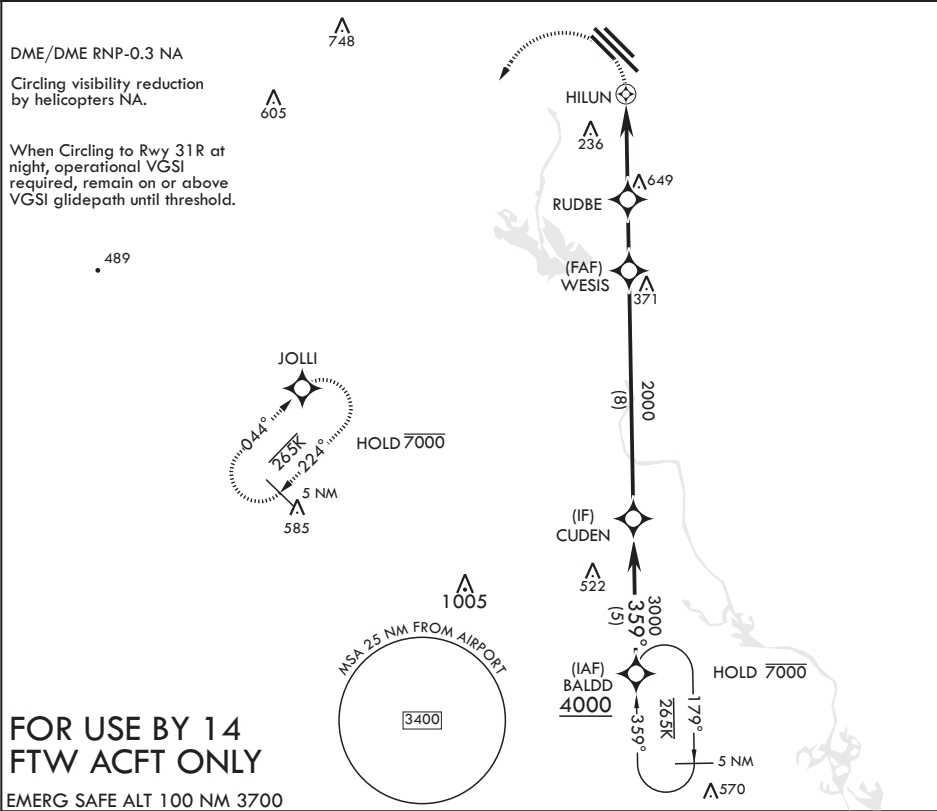 DME/DME RNP-0.3 NA
Circling visibility reduction
by helicopters NA.
When Circling to Rwy 31R at
night, operational VGSI
required, remain on or above
VGSI glidepath until threshold.
748
605
489
HILUN
236
649
RUDBE
(FAF)
WESIS
371
2000
(8)
JOLLI
044°
265K
224°
HOLD 7000
5 NM
585
(IF)
CUDEN
522
3000
359°
(5)
1005
MSA 25 NM FROM AIRPORT
3400
(IAF)
BALDD
4000
HOLD 7000
359°
265K
179°
5 NM
570
FOR USE BY 14
FTW ACFT ONLY
EMERG SAFE ALT 100 NM 3700